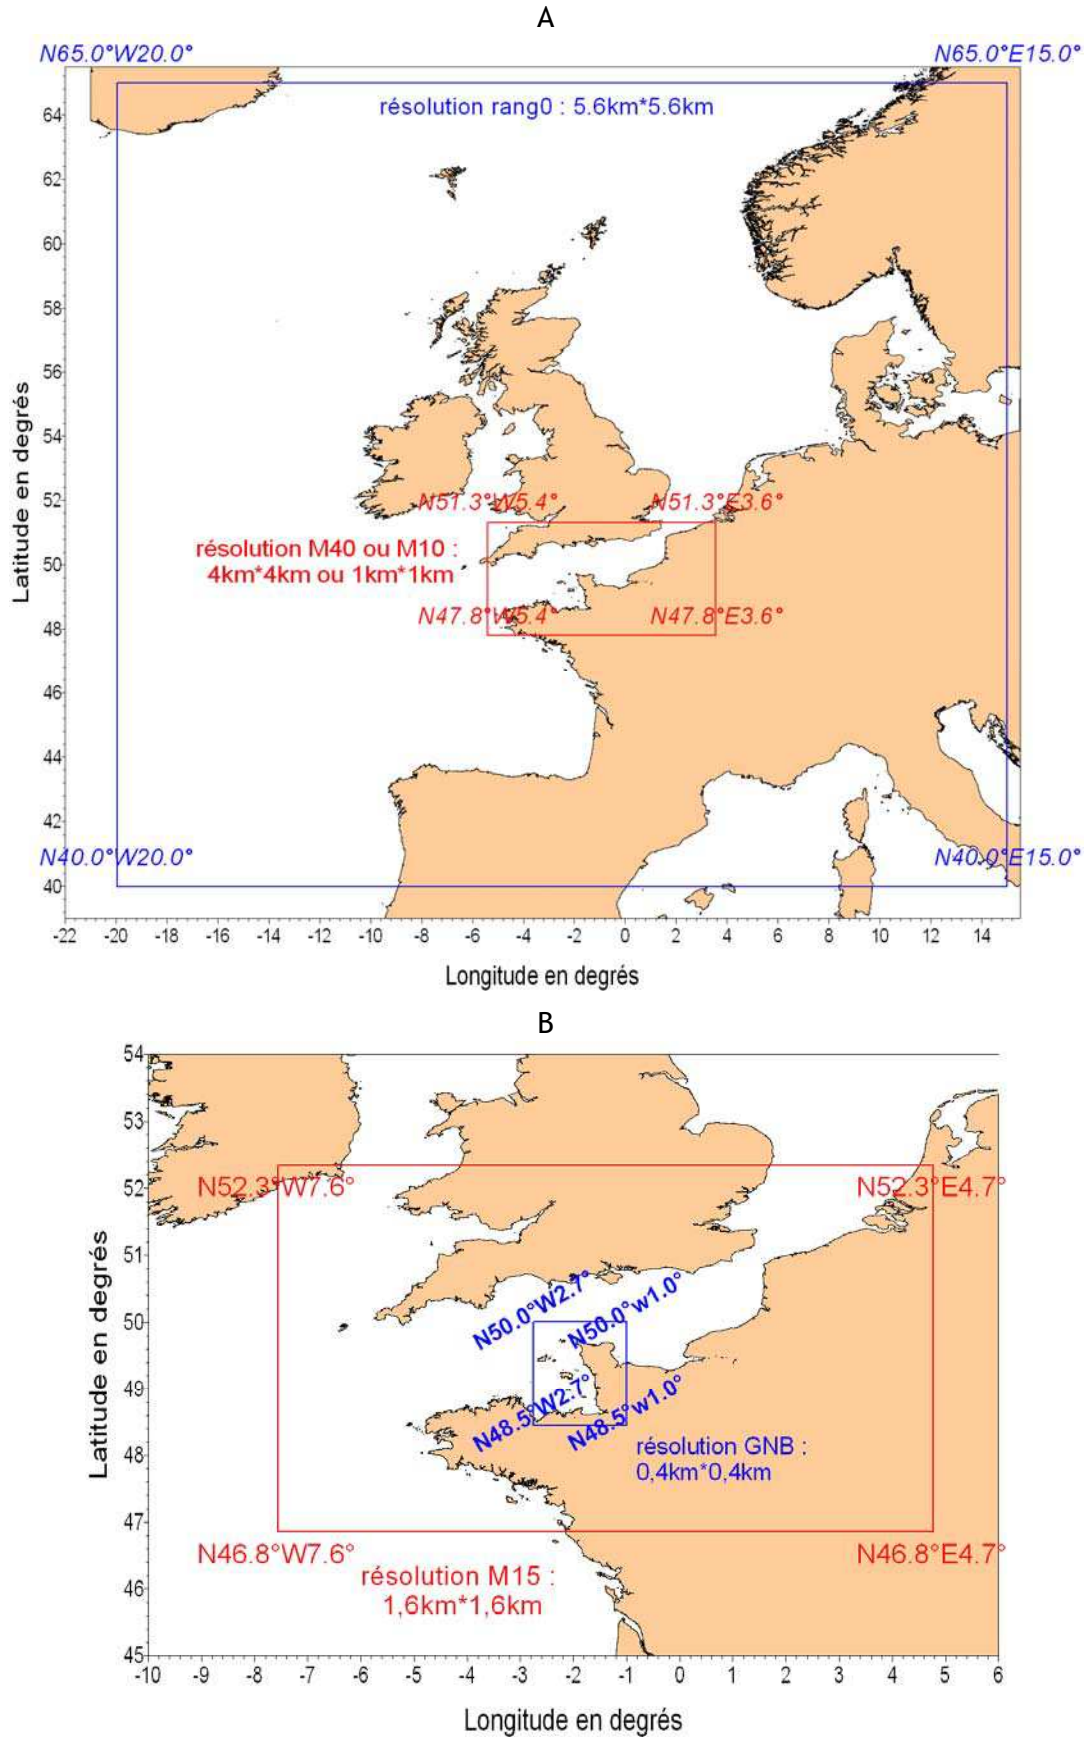 A
N65.0°W20.0°
N65.0°E15.0°
résolution rang0 : 5.6km*5.6km
64
62
60
58
56
54
52
50
48
46
44
42
40
Latitude en degrés
N51.3°W5.4°
N51.3°E3.6°
résolution M40 ou M10 :
4km*4km ou 1km*1km
N47.8°W5.4°
N47.8°E3.6°
N40.0°W20.0°
N40.0°E15.0°
-22 -20 -18 -16 -14 -12 -10 -8 -6 -4 -2 0 2 4 6 8 10 12 14
Longitude en degrés
B
54
53
52
51
50
49
48
47
46
45
Latitude en degrés
N52.3°W7.6°
N52.3°E4.7°
N50.0°W2.7°
N50.0°w1.0°
N48.5°W2.7°
N48.5°w1.0°
résolution GNB :
0,4km*0,4km
N46.8°W7.6°
N46.8°E4.7°
résolution M15 :
1,6km*1,6km
-10 -9 -8 -7 -6 -5 -4 -3 -2 -1 0 1 2 3 4 5 6
Longitude en degrés